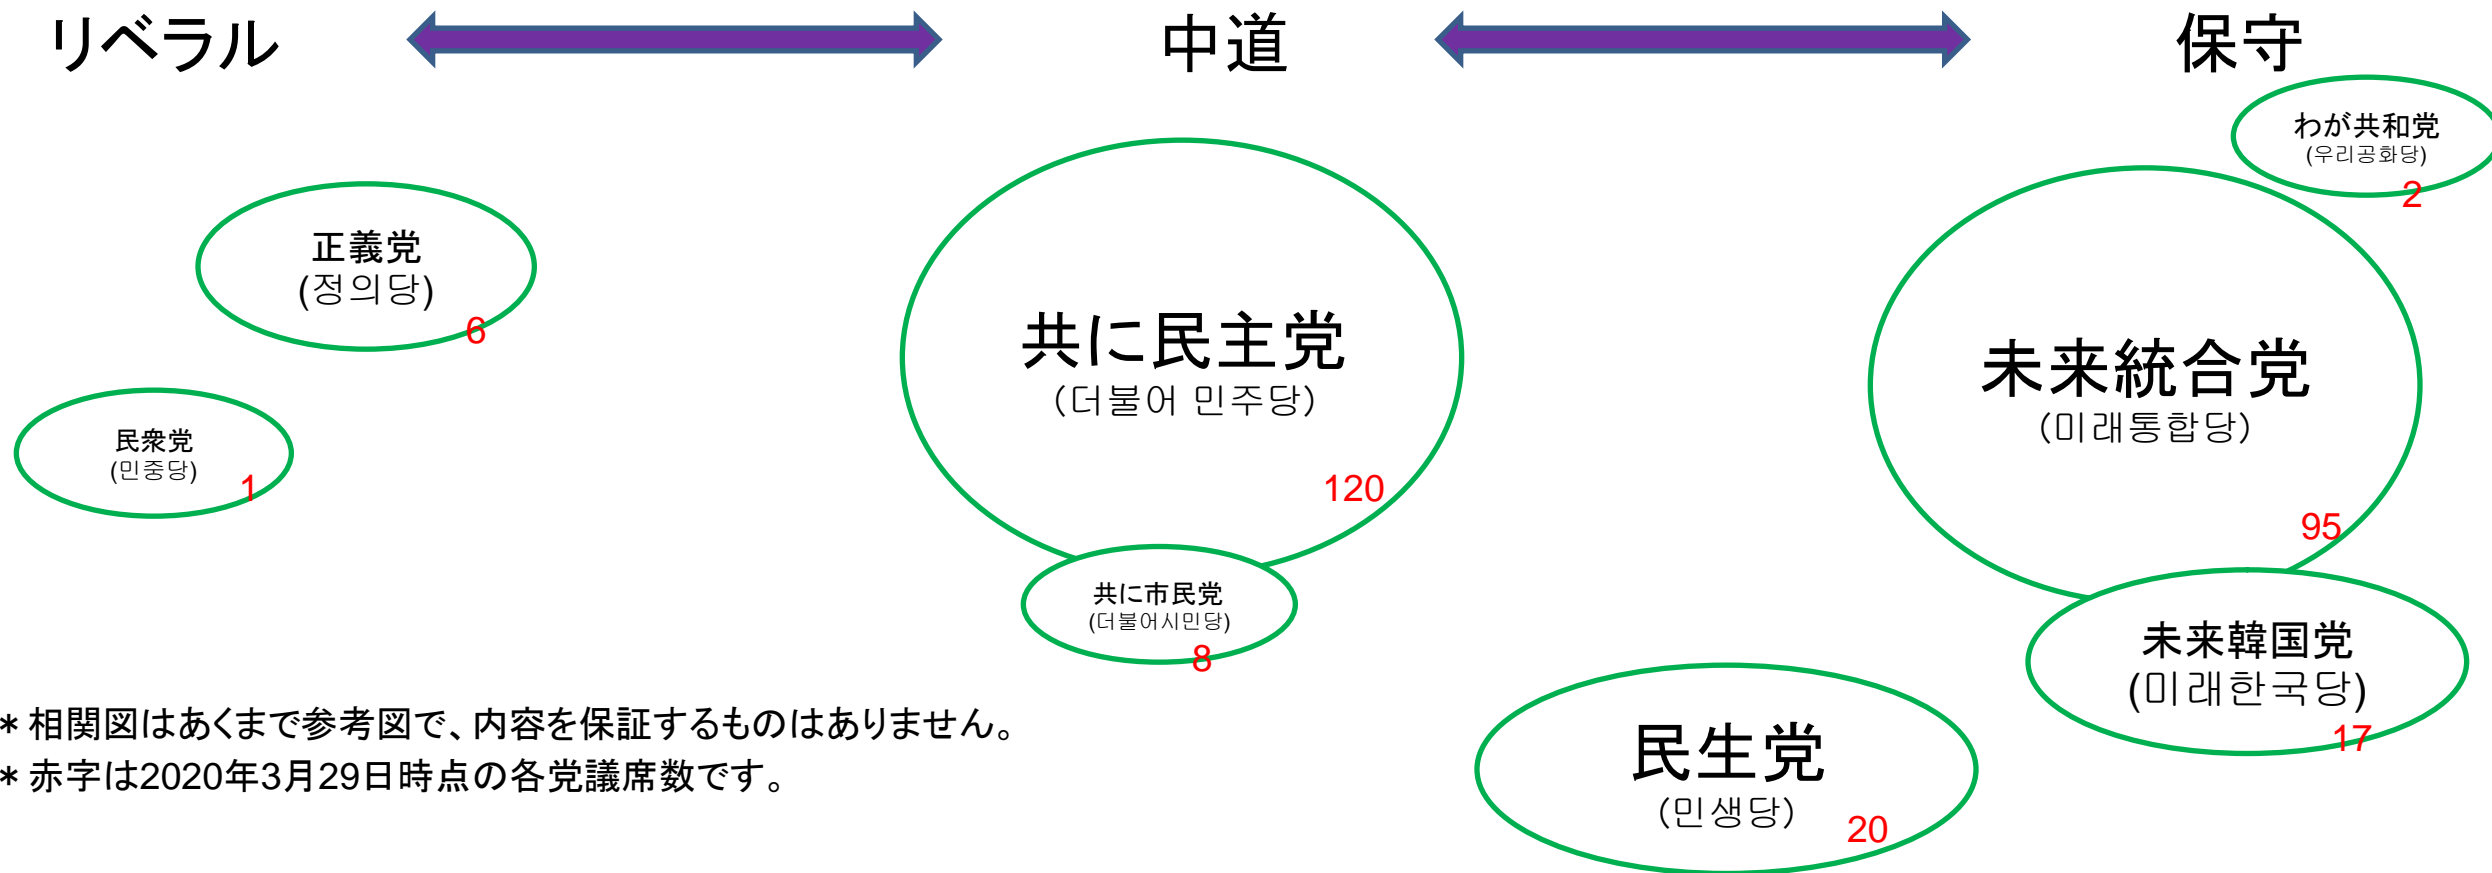 リベラル
中道
保守
わが共和党
(우리공화당)
2
正義党
(정의당)
6
共に民主党
(더불어 민주당)
120
未来統合党
(미래통합당)
95
民衆党
(민중당)
1
共に市民党
(더불어시민당)
8
未来韓国党
(미래한국당)
17
民生党
(민생당)
20
* 相関図はあくまで参考図で、内容を保証するものはありません。
* 赤字は2020年3月29日時点の各党議席数です。